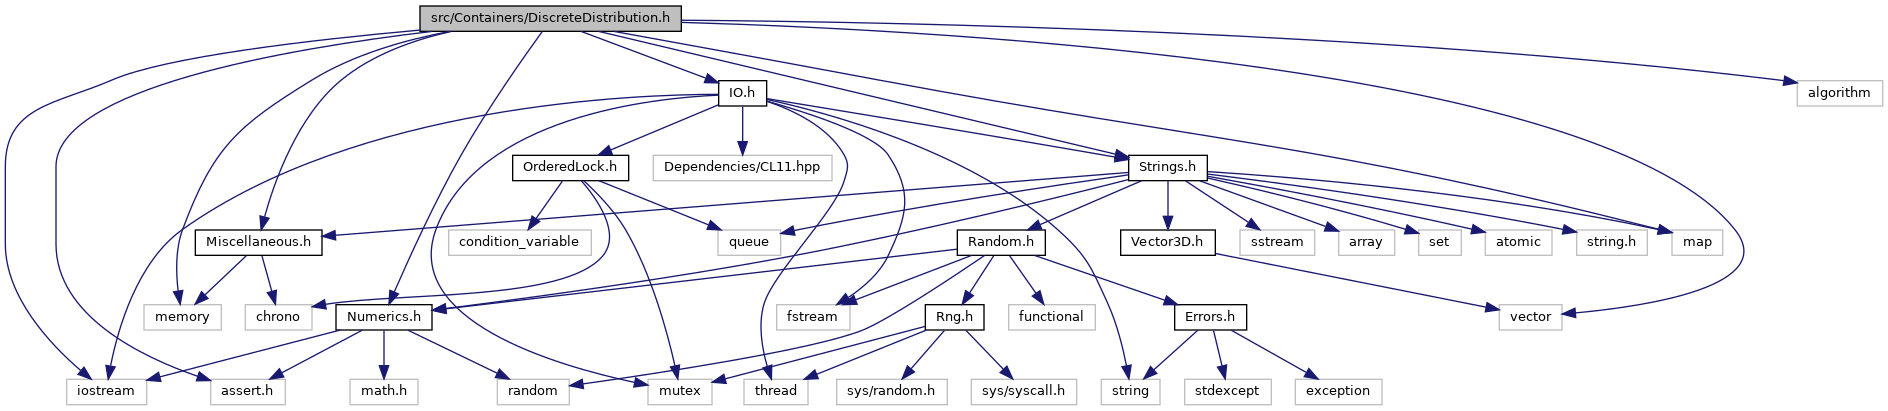 src/Containers/DiscreteDistribution.h
IO.h
algorithm
OrderedLock.h
Dependencies/CL11.hpp
Strings.h
Miscellaneous.h
condition_variable
queue
Random.h
Vector3D.h
sstream
array
set
atomic
string.h
map
memory
chrono
Numerics.h
fstream
Rng.h
functional
Errors.h
vector
iostream
assert.h
math.h
random
mutex
thread
sys/random.h
sys/syscall.h
string
stdexcept
exception